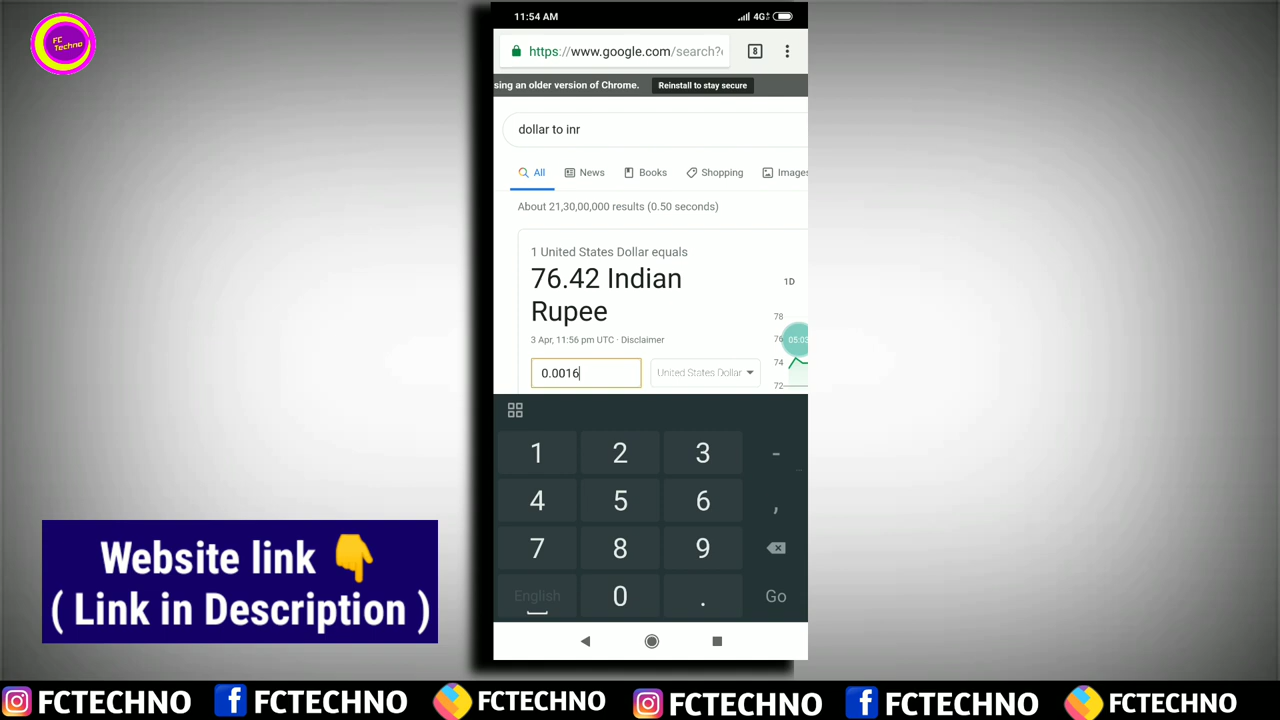 FC
Techno
11:54 AM
4G
https://www.google.com/search?
8
sing an older version of Chrome.
Reinstall to stay secure
dollar to inr
All
News
Books
Shopping
Images
About 21,30,00,000 results (0.50 seconds)
1 United States Dollar equals
76.42 Indian
Rupee
1D
3 Apr, 11:56 pm UTC · Disclaimer
78
76
74
72
05:03
0.0016
United States Dollar
1 2 3 -
4 5 6 ,
7 8 9
English 0 . Go
Website link 👇
( Link in Description )
FCTECHNO FCTECHNO FCTECHNO FCTECHNO FCTECHNO FCTECHNO